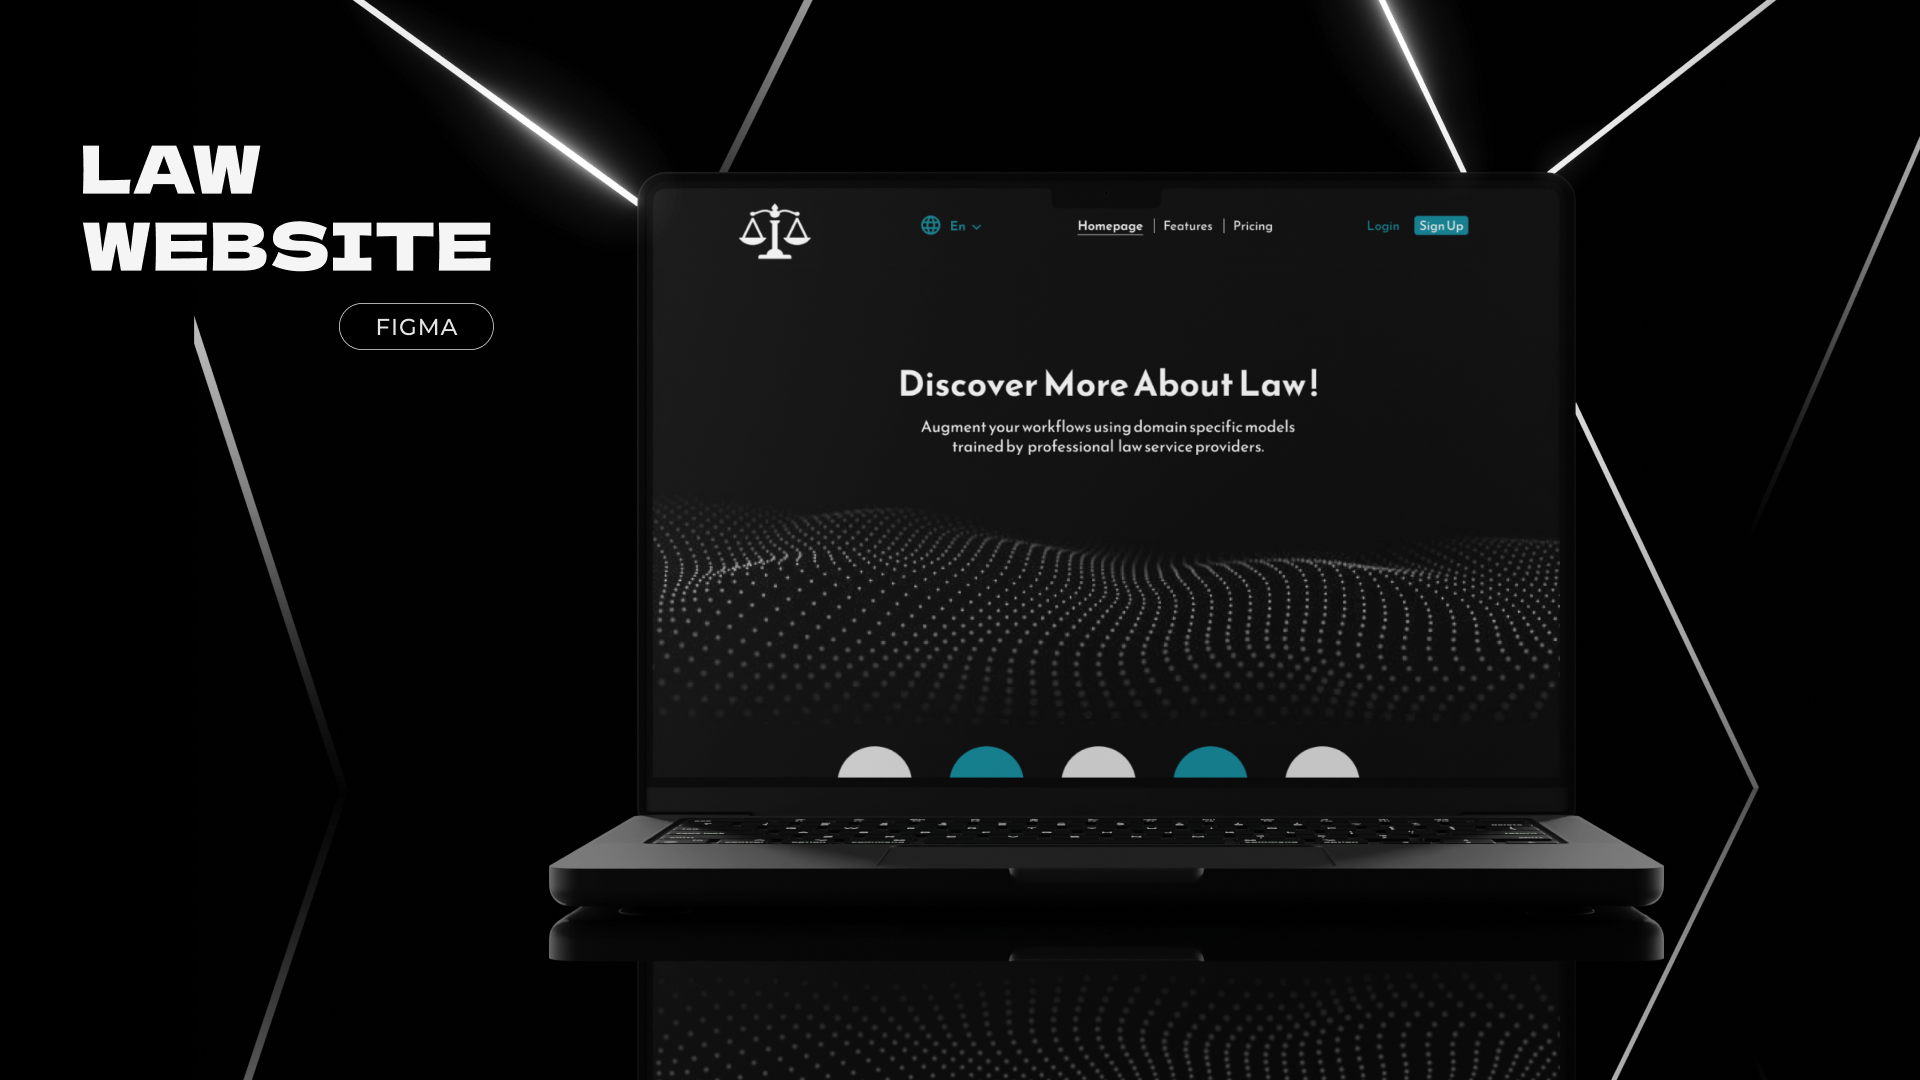 LAW
WEBSITE
FIGMA
En
Homepage | Features | Pricing
Login
Sign Up
Discover More About Law!
Augment your workflows using domain specific models
trained by professional law service providers.